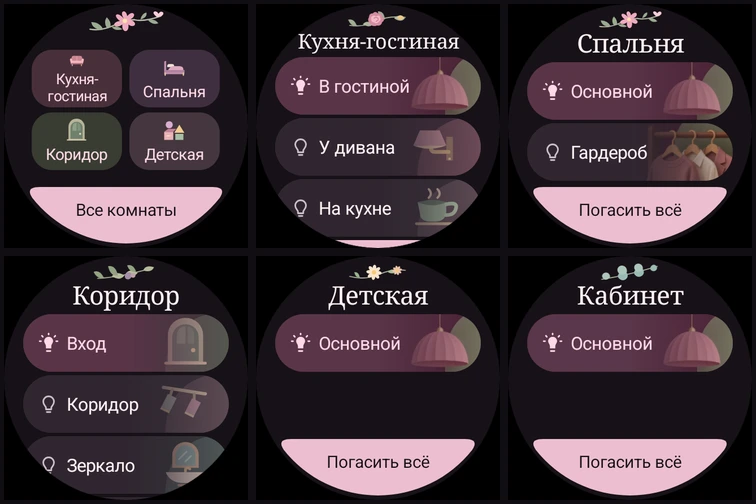 Кухня-
гостиная
Спальня
Коридор
Детская
Все комнаты
Кухня-гостиная
В гостиной
У дивана
На кухне
Спальня
Основной
Гардероб
Погасить всё
Коридор
Вход
Коридор
Зеркало
Детская
Основной
Погасить всё
Кабинет
Основной
Погасить всё